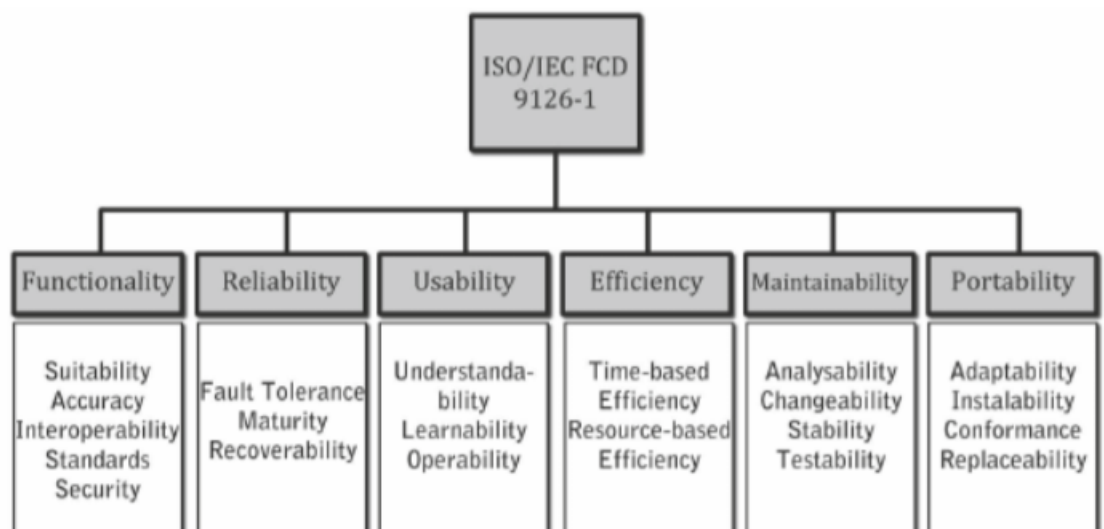 ISO/IEC FCD
9126-1
Functionality
Reliability
Usability
Efficiency
Maintainability
Portability
Suitability
Accuracy
Interoperability
Standards
Security
Fault Tolerance
Maturity
Recoverability
Understanda-
bility
Learnability
Operability
Time-based
Efficiency
Resource-based
Efficiency
Analysability
Changeability
Stability
Testability
Adaptability
Instalability
Conformance
Replaceability